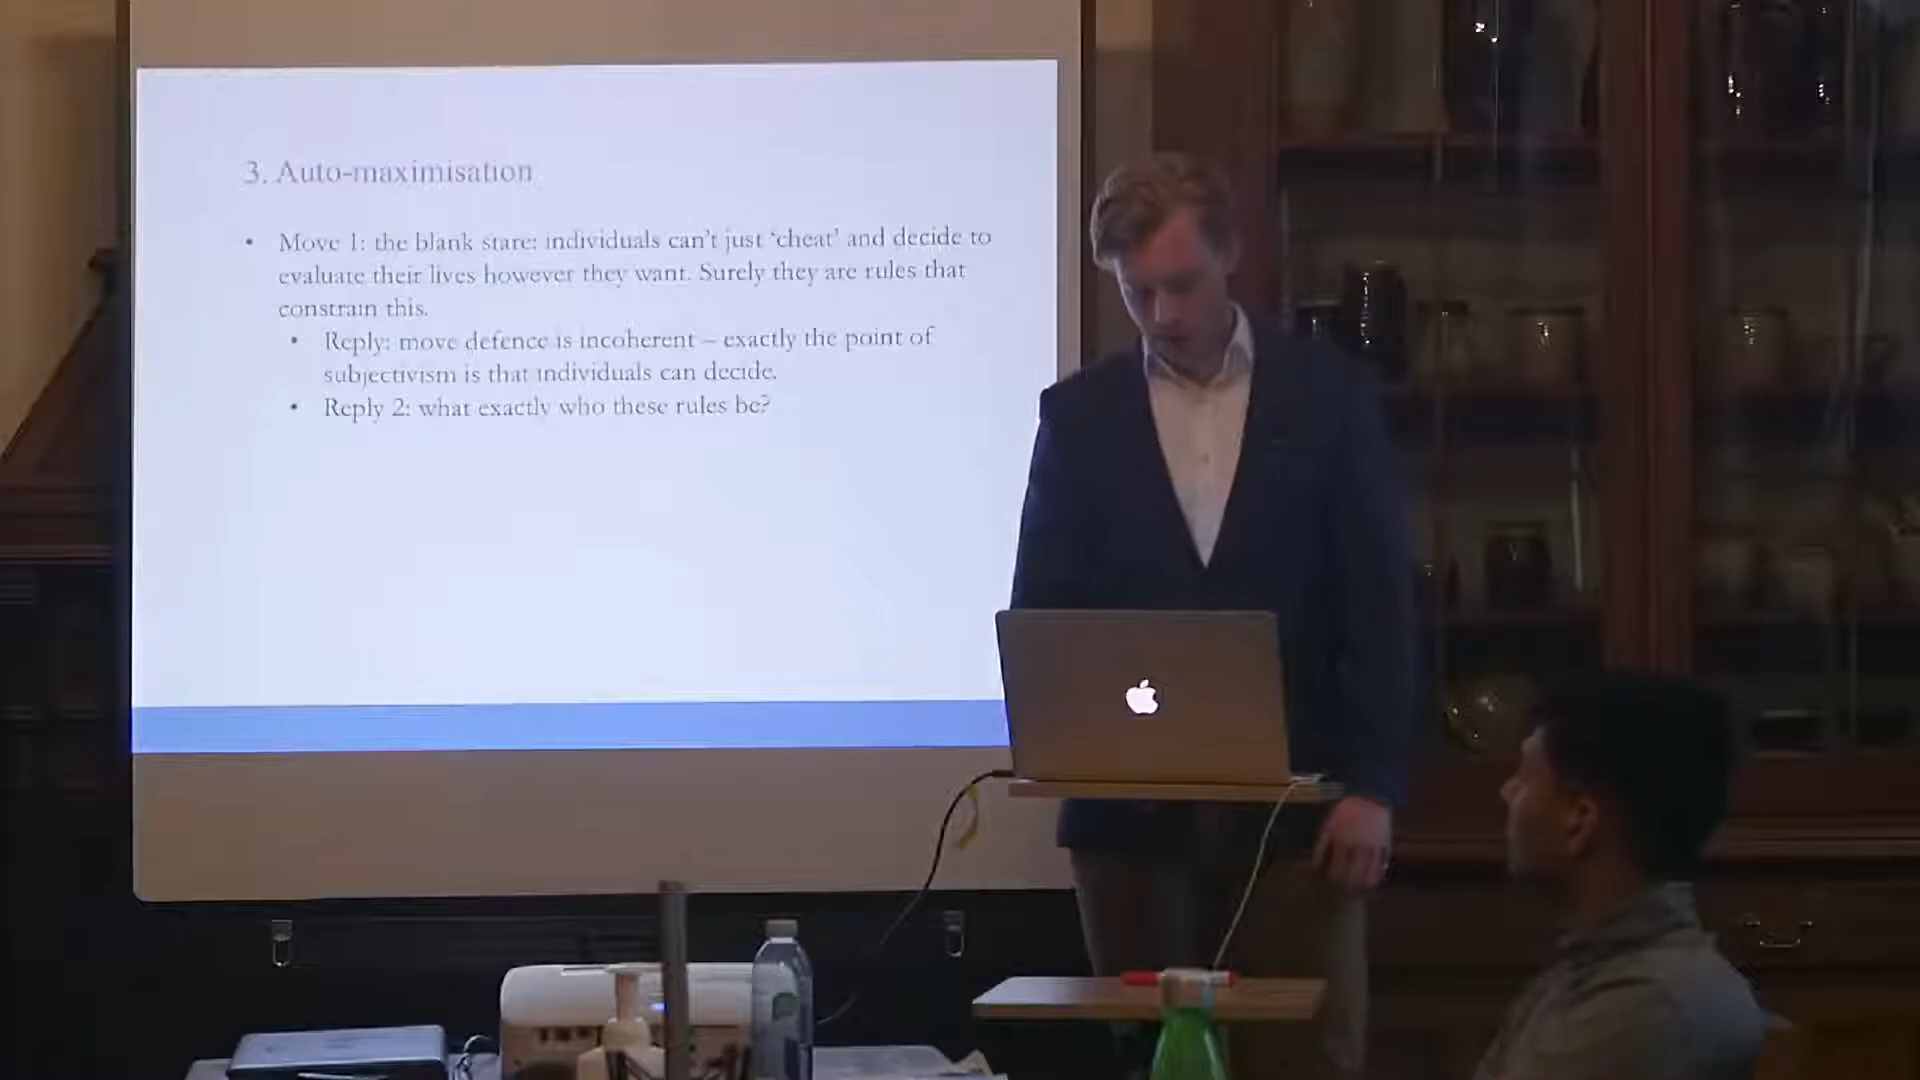 3. Auto-maximisation
• Move 1: the blank stare: individuals can't just ‘cheat’ and decide to
evaluate their lives however they want. Surely they are rules that
constrain this.
• Reply: move defence is incoherent – exactly the point of
subjectivism is that individuals can decide.
• Reply 2: what exactly who these rules be?